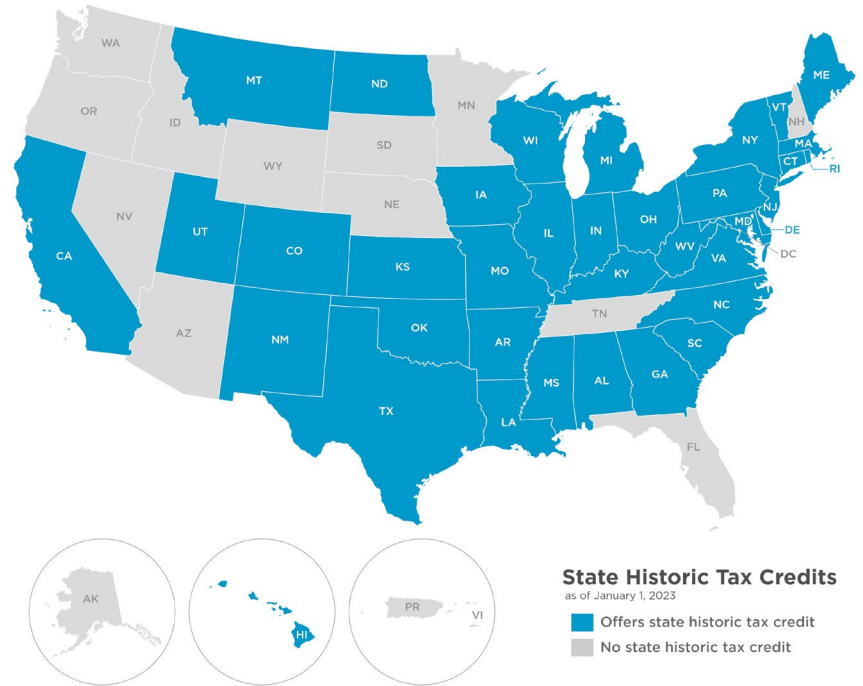 WA
MT
ND
MN
ME
VT
NH
OR
ID
SD
WI
NY
MA
WY
MI
CT
RI
IA
PA
NE
NJ
NV
UT
OH
MD
IL
IN
DE
CO
WV
DC
CA
KS
MO
VA
KY
NC
TN
AZ
NM
OK
AR
SC
MS
AL
GA
TX
LA
FL
AK
HI
PR
VI
State Historic Tax Credits
as of January 1, 2023
Offers state historic tax credit
No state historic tax credit